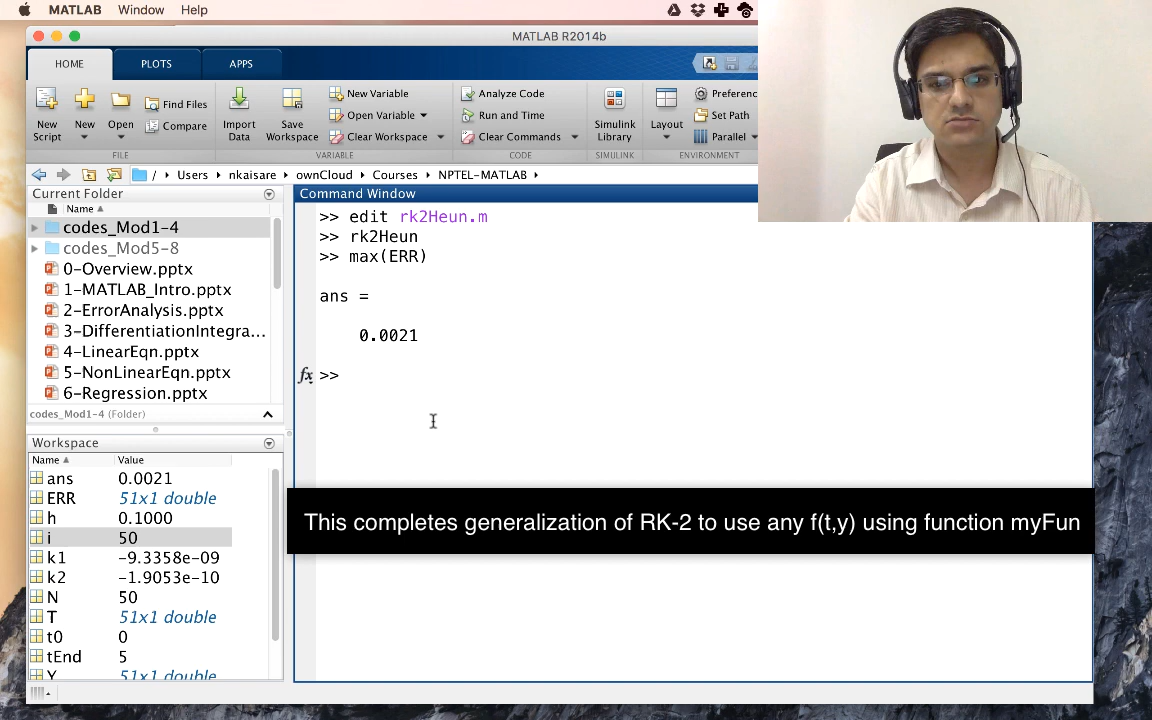 MATLAB Window Help
MATLAB R2014b
HOME PLOTS APPS
New Script
New
Open
Find Files
Compare
FILE
Import Data
Save Workspace
New Variable
Open Variable
Clear Workspace
VARIABLE
Analyze Code
Run and Time
Clear Commands
CODE
Simulink Library
SIMULINK
Layout
Preferenc
Set Path
Parallel
ENVIRONMENT
/ Users nkaisare ownCloud Courses NPTEL-MATLAB
Current Folder
Name
codes_Mod1-4
codes_Mod5-8
0-Overview.pptx
1-MATLAB_Intro.pptx
2-ErrorAnalysis.pptx
3-DifferentiationIntegra...
4-LinearEqn.pptx
5-NonLinearEqn.pptx
6-Regression.pptx
codes_Mod1-4 (Folder)
Workspace
Name Value
ans 0.0021
ERR 51x1 double
h 0.1000
i 50
k1 -9.3358e-09
k2 -1.9053e-10
N 50
T 51x1 double
t0 0
tEnd 5
Y 51x1 double
Command Window
>> edit rk2Heun.m
>> rk2Heun
>> max(ERR)
ans =
0.0021
fx >>
This completes generalization of RK-2 to use any f(t,y) using function myFun